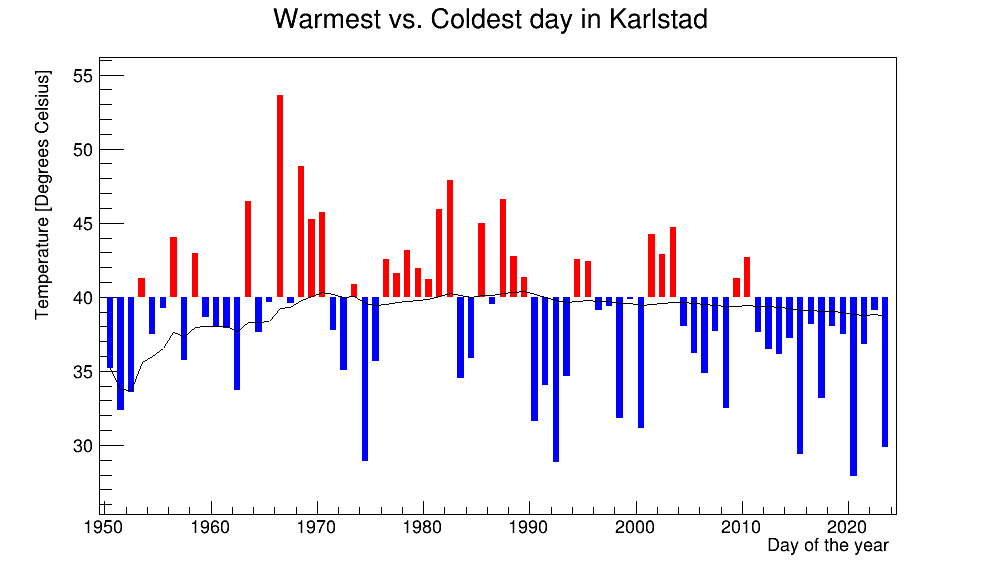 Warmest vs. Coldest day in Karlstad
Temperature [Degrees Celsius]
55
50
45
40
35
30
1950 1960 1970 1980 1990 2000 2010 2020
Day of the year